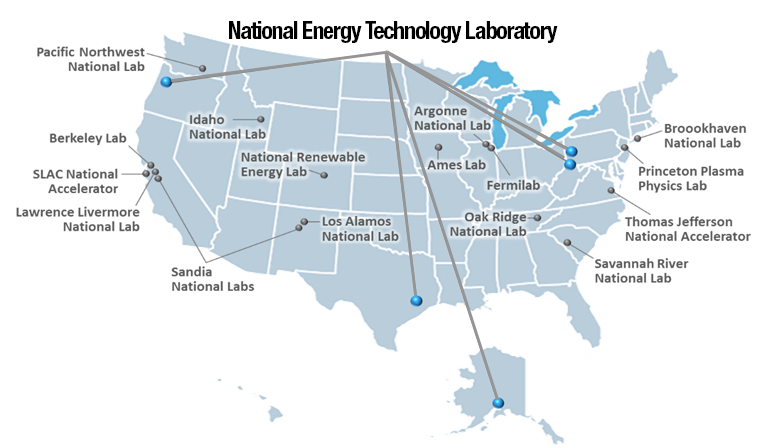 National Energy Technology Laboratory
Pacific Northwest
National Lab
Idaho
National Lab
Argonne
National Lab
Broookhaven
National Lab
Berkeley Lab
National Renewable
Energy Lab
Ames Lab
Fermilab
Princeton Plasma
Physics Lab
SLAC National
Accelerator
Lawrence Livermore
National Lab
Los Alamos
National Lab
Oak Ridge
National Lab
Thomas Jefferson
National Accelerator
Sandia
National Labs
Savannah River
National Lab